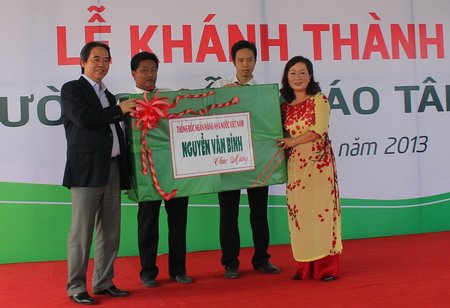 LỄ KHÁNH THÀNH
ÁO TÂ
năm 2013
THỐNG ĐỐC NGÂN HÀNG NHÀ NƯỚC VIỆT NAM
NGUYỄN VĂN BÌNH
Chúc Mừng